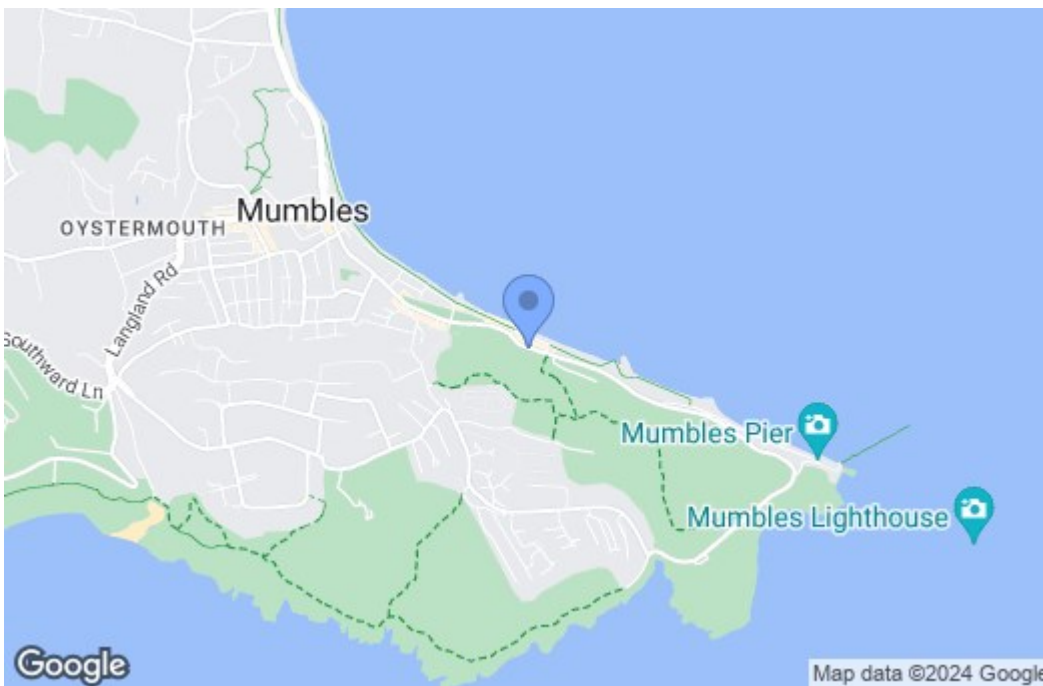 Mumbles
OYSTERMOUTH
Langland Rd
Southward Ln
Mumbles Pier
Mumbles Lighthouse
Google
Map data ©2024 Google